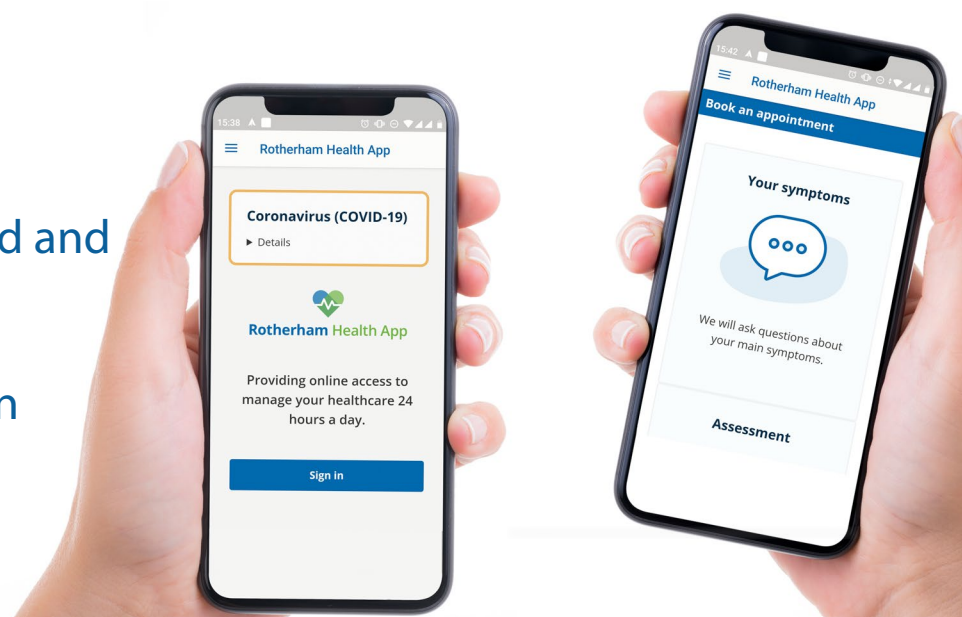 d and
n
15:38
Rotherham Health App
Coronavirus (COVID-19)
Details
Rotherham Health App
Providing online access to
manage your healthcare 24
hours a day.
Sign in
15:42
Rotherham Health App
Book an appointment
Your symptoms
We will ask questions about
your main symptoms.
Assessment